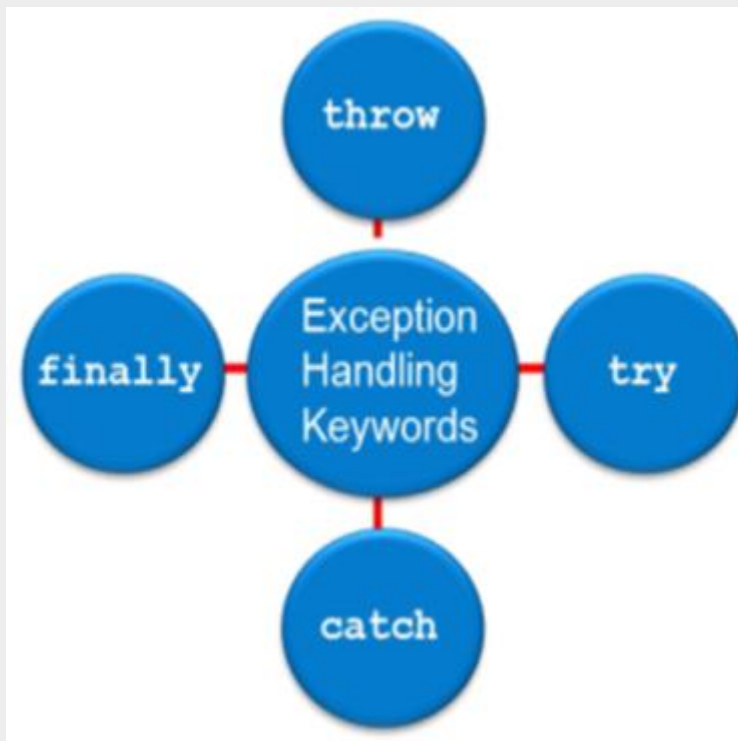 throw
finally
Exception
Handling
Keywords
try
catch